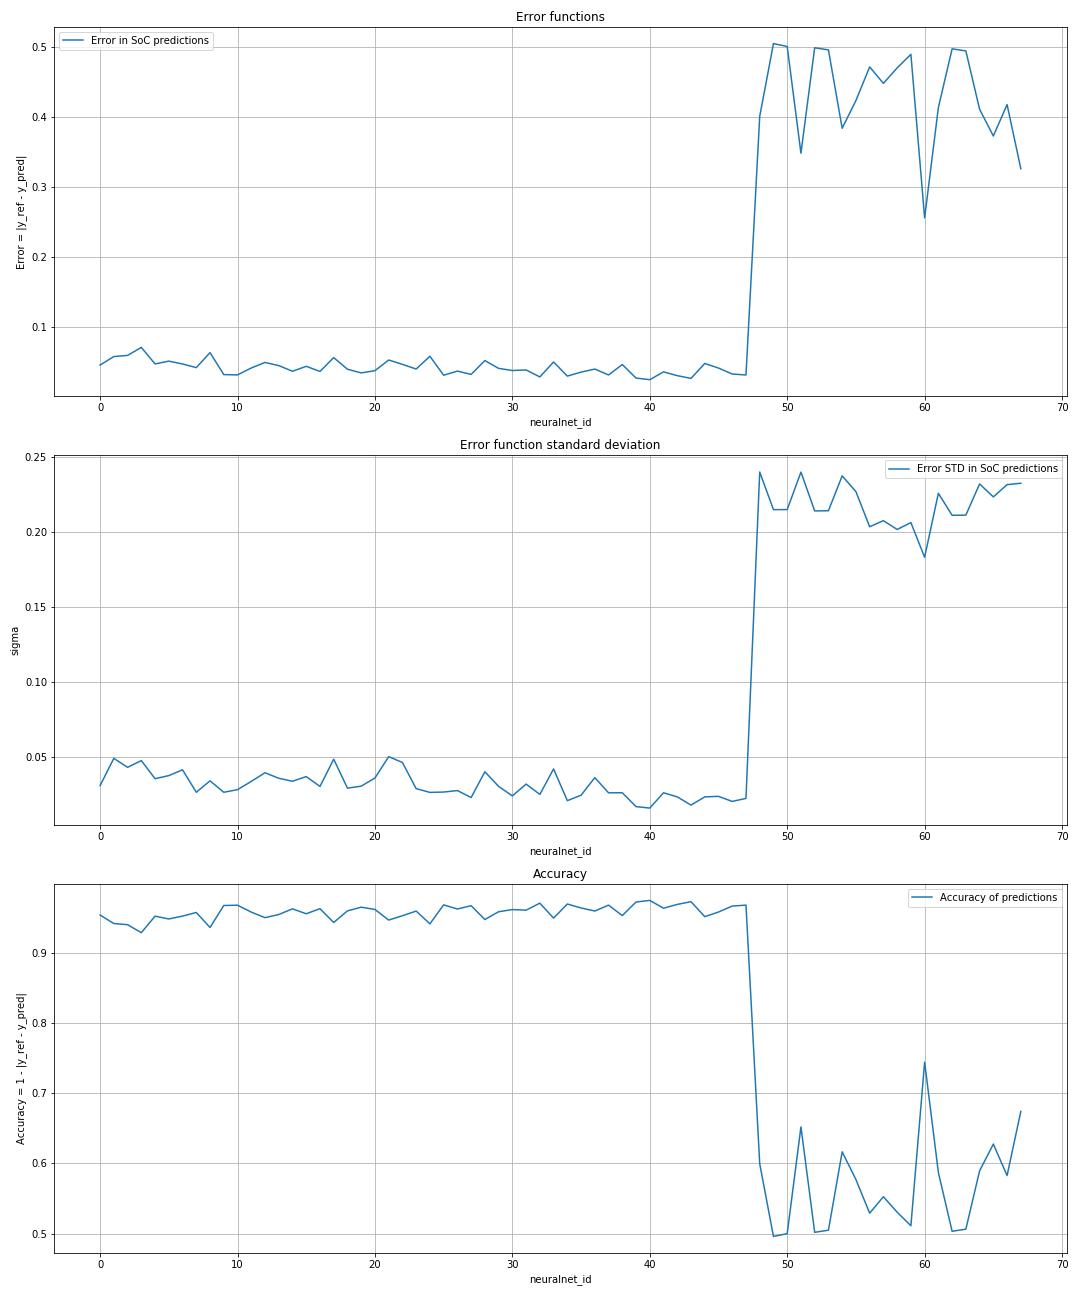 Error functions
Error in SoC predictions
Error = |y_ref - y_pred|
0.5
0.4
0.3
0.2
0.1
0 10 20 30 40 50 60 70
neuralnet_id
Error function standard deviation
Error STD in SoC predictions
sigma
0.25
0.20
0.15
0.10
0.05
0 10 20 30 40 50 60 70
neuralnet_id
Accuracy
Accuracy of predictions
Accuracy = 1 - |y_ref - y_pred|
0.9
0.8
0.7
0.6
0.5
0 10 20 30 40 50 60 70
neuralnet_id